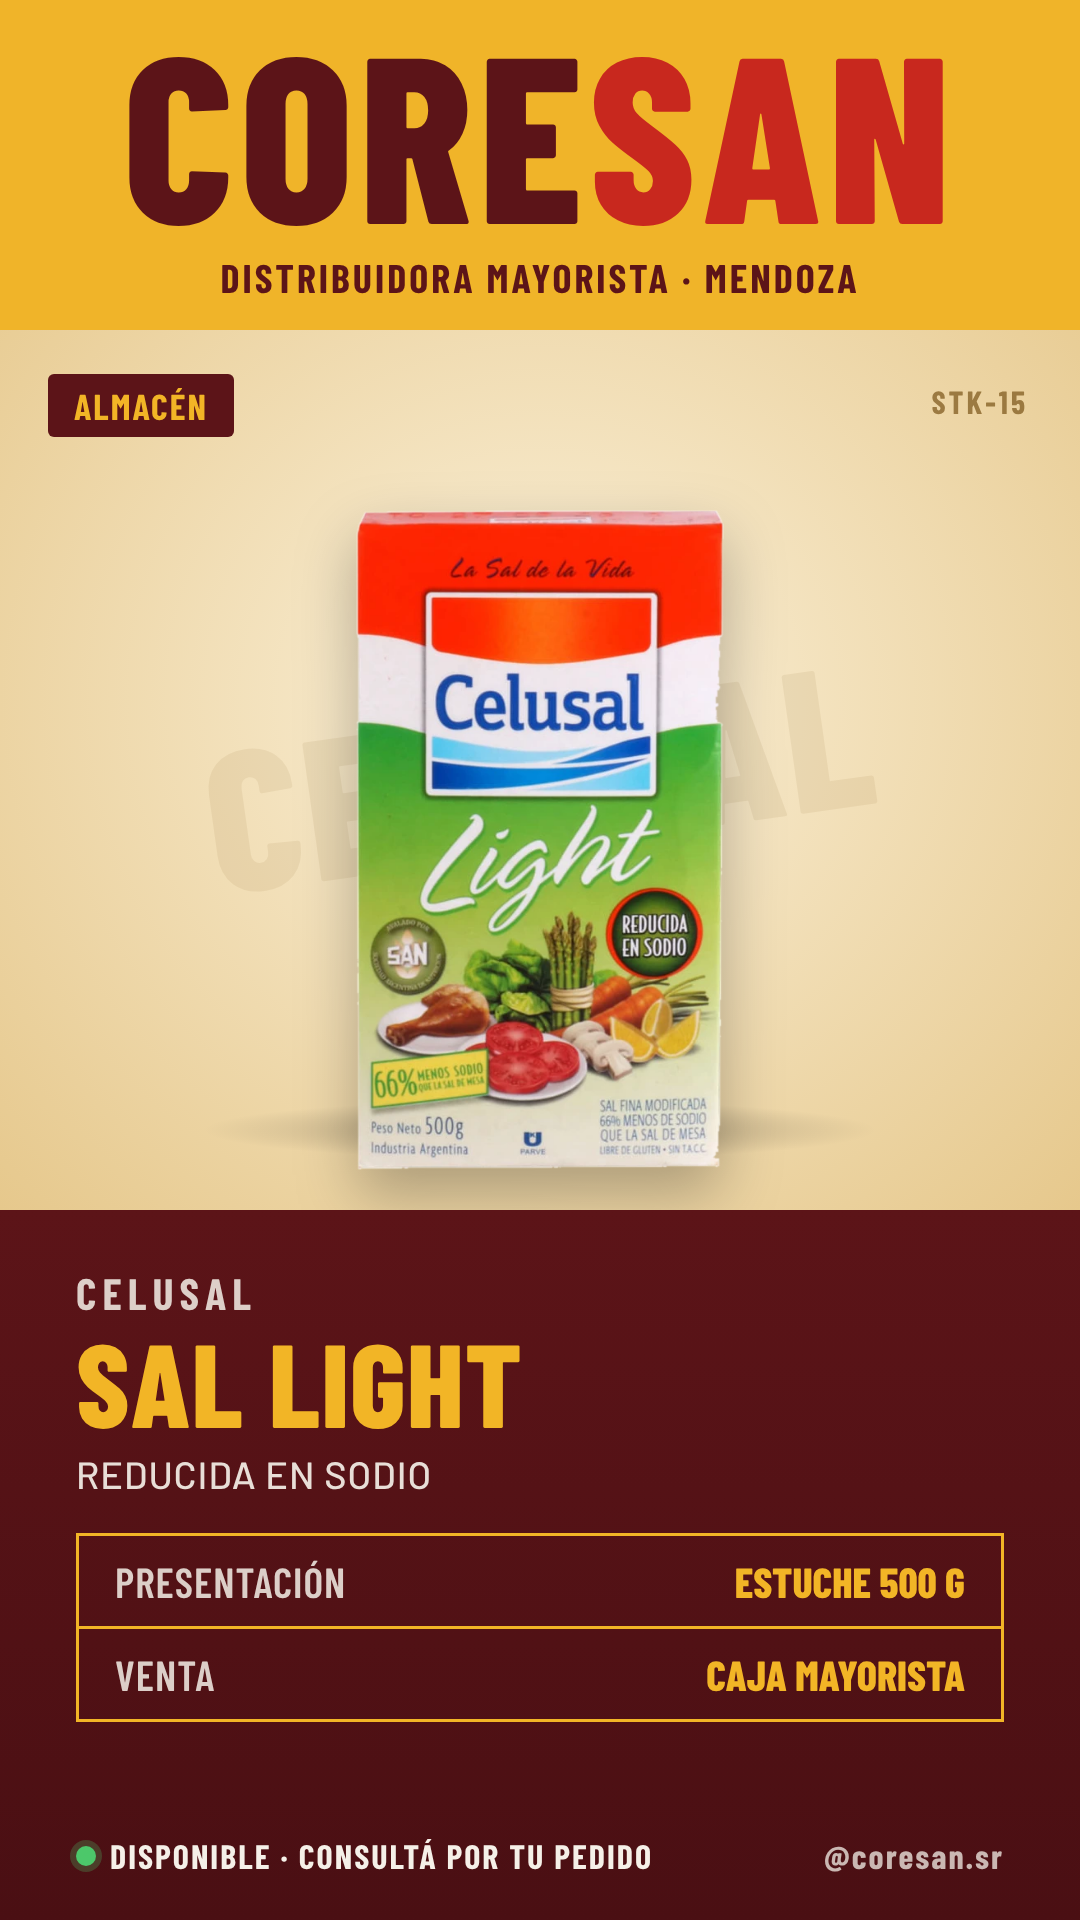 CORESAN
DISTRIBUIDORA MAYORISTA · MENDOZA
ALMACÉN
STK-15
La Sal de la Vida
Celusal
Light
REDUCIDA
EN SODIO
SAN
66% MENOS SODIO
QUE LA SAL DE MESA
Peso Neto 500g
Industria Argentina
PARVE
SAL FINA MODIFICADA
66% MENOS DE SODIO
QUE LA SAL DE MESA
LIBRE DE GLUTEN • SIN T.A.C.C.
CELUSAL
SAL LIGHT
REDUCIDA EN SODIO
PRESENTACIÓN ESTUCHE 500 G
VENTA CAJA MAYORISTA
DISPONIBLE · CONSULTÁ POR TU PEDIDO
@coresan.sr